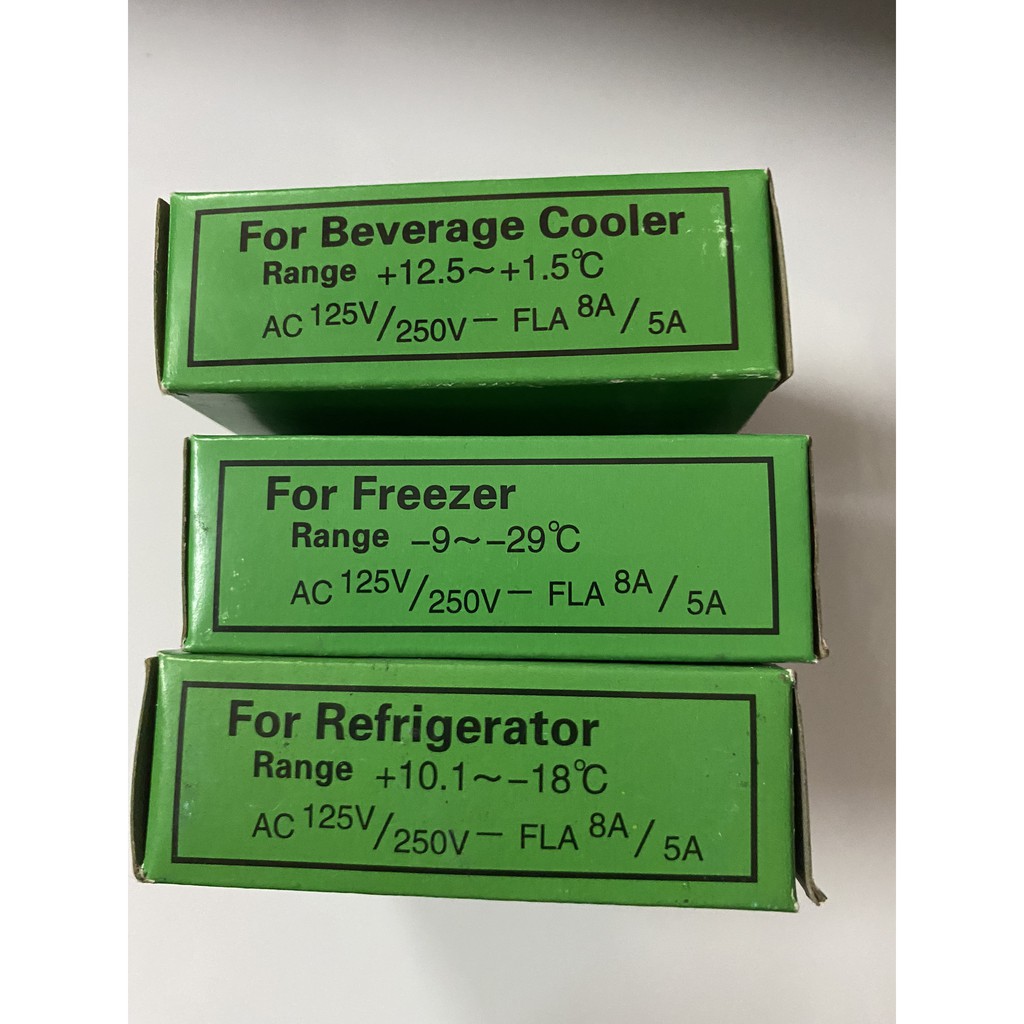 For Beverage Cooler
Range +12.5~+1.5℃
AC 125V/250V — FLA 8A/5A
For Freezer
Range –9~–29℃
AC 125V/250V — FLA 8A/5A
For Refrigerator
Range +10.1~–18℃
AC 125V/250V — FLA 8A/5A